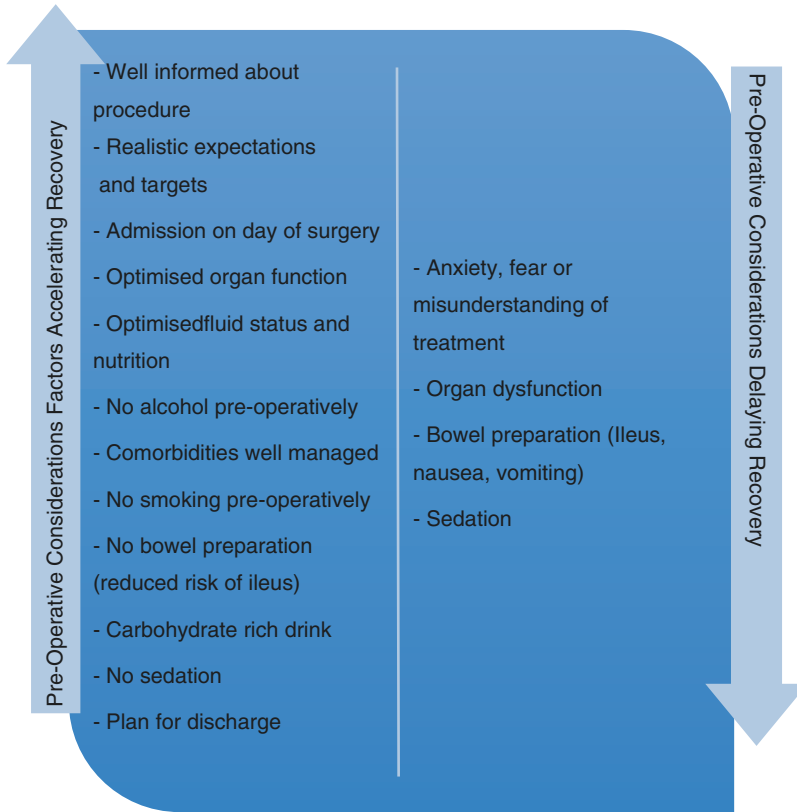 Pre-Operative Considerations Factors Accelerating Recovery
- Well informed about
procedure
- Realistic expectations
and targets
- Admission on day of surgery
- Optimised organ function
- Optimisedfluid status and
nutrition
- No alcohol pre-operatively
- Comorbidities well managed
- No smoking pre-operatively
- No bowel preparation
(reduced risk of ileus)
- Carbohydrate rich drink
- No sedation
- Plan for discharge
- Anxiety, fear or
misunderstanding of
treatment
- Organ dysfunction
- Bowel preparation (Ileus,
nausea, vomiting)
- Sedation
Pre-Operative Considerations Delaying Recovery